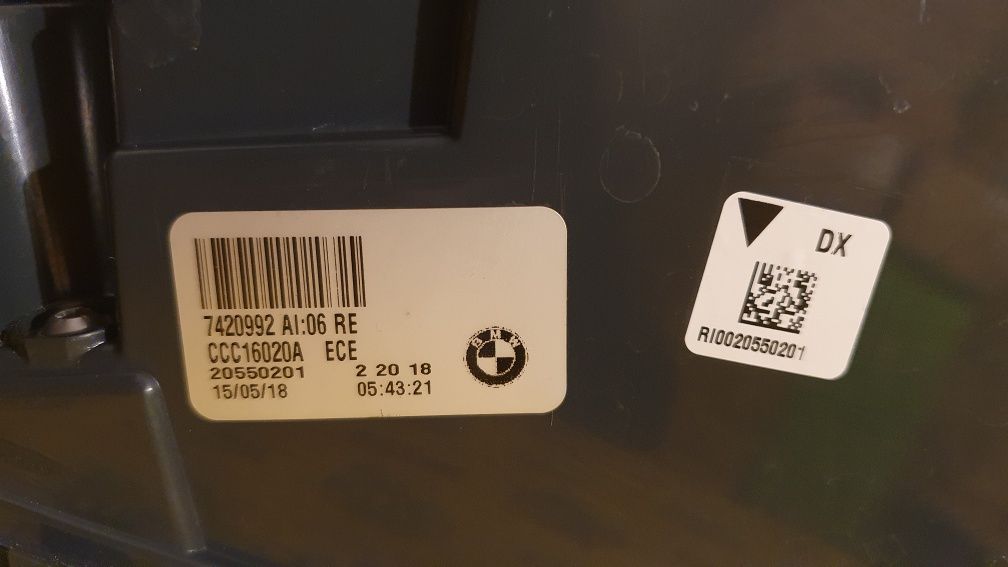 7420992 AI:06 RE
CCC16020A ECE
20550201 2 20 18
15/05/18 05:43:21
BMW
DX
RI0020550201